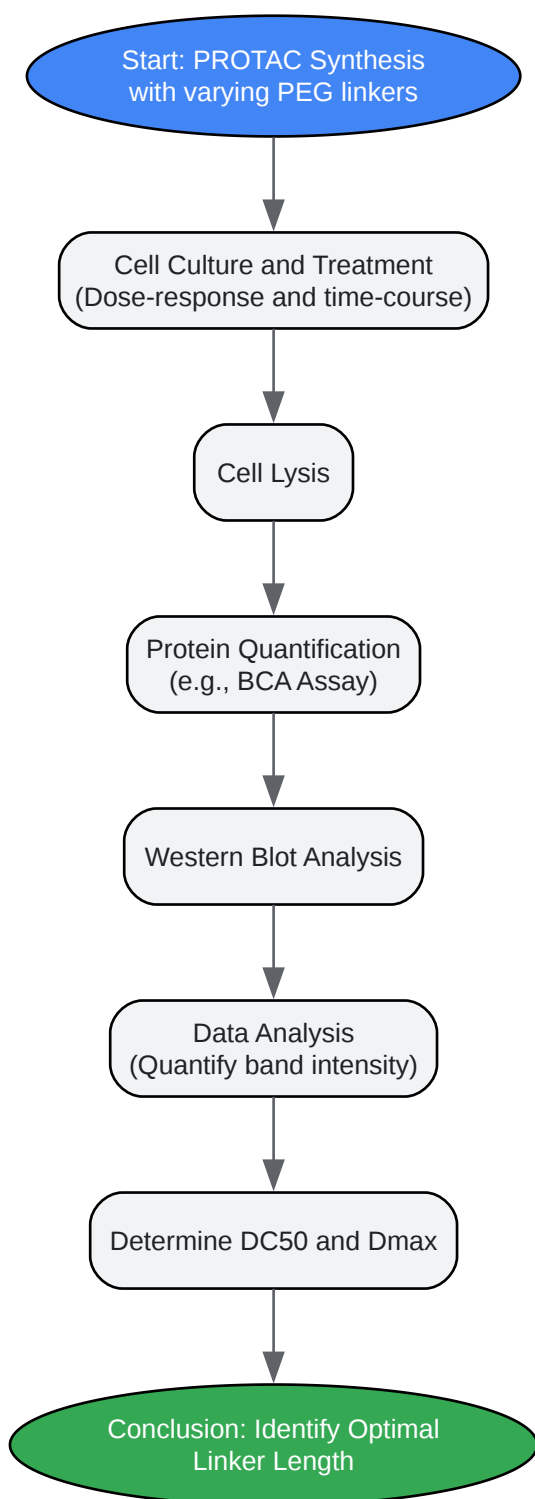 Start: PROTAC Synthesis
with varying PEG linkers
Cell Culture and Treatment
(Dose-response and time-course)
Cell Lysis
Protein Quantification
(e.g., BCA Assay)
Western Blot Analysis
Data Analysis
(Quantify band intensity)
Determine DC50 and Dmax
Conclusion: Identify Optimal
Linker Length